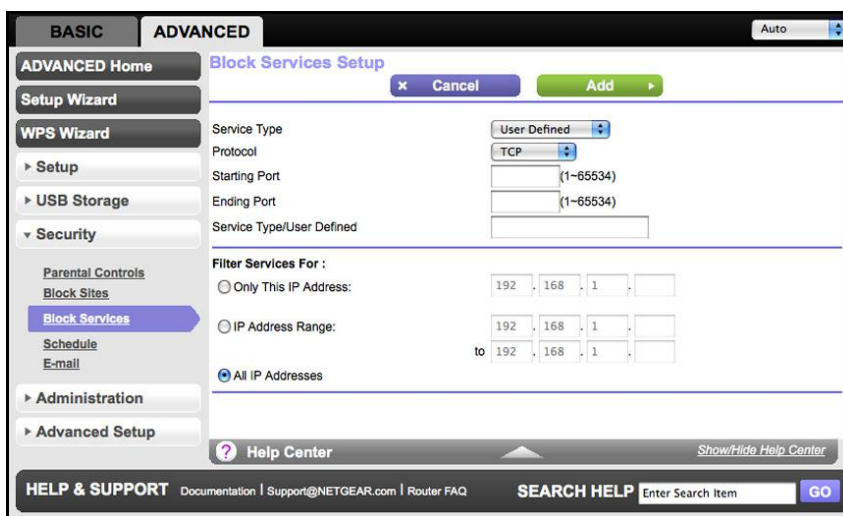 BASIC
ADVANCED
Auto
ADVANCED Home
Setup Wizard
WPS Wizard
Setup
USB Storage
Security
Parental Controls
Block Sites
Block Services
Schedule
E-mail
Administration
Advanced Setup
Block Services Setup
x Cancel
Add
Service Type User Defined
Protocol TCP
Starting Port (1~65534)
Ending Port (1~65534)
Service Type/User Defined
Filter Services For :
Only This IP Address: 192 . 168 . 1 .
IP Address Range: 192 . 168 . 1 .
to 192 . 168 . 1 .
All IP Addresses
? Help Center
Show/Hide Help Center
HELP & SUPPORT Documentation | Support@NETGEAR.com | Router FAQ
SEARCH HELP Enter Search Item GO